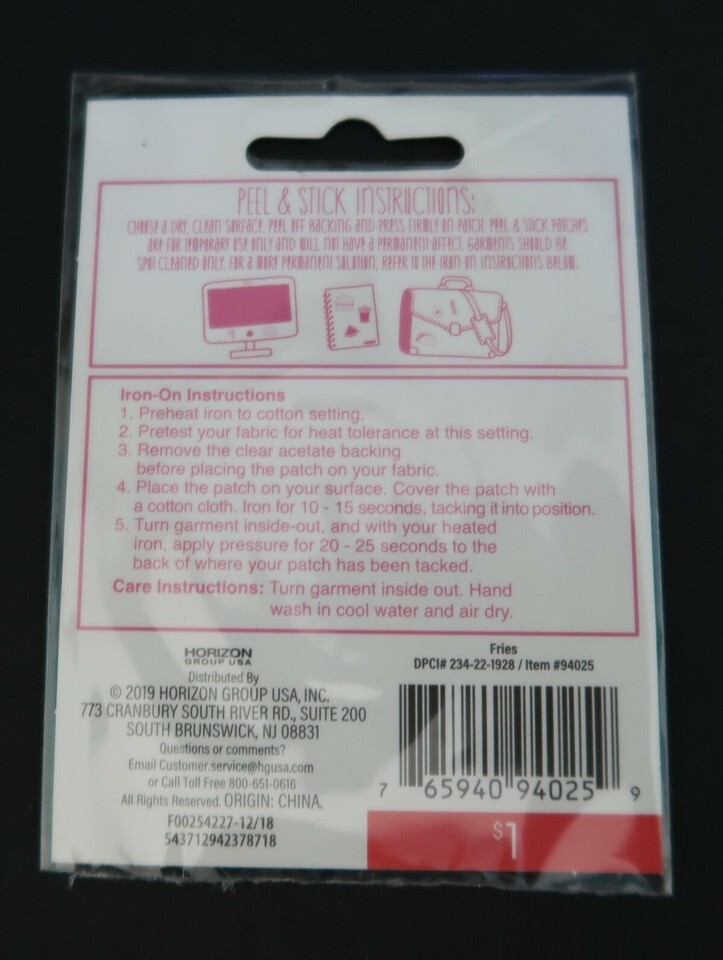 PEEL & STICK INSTRUCTIONS:
CHOOSE A DRY, CLEAN SURFACE. PEEL OFF BACKING AND PRESS FIRMLY ON PATCH. PEEL & STICK PATCHES
ARE FOR TEMPORARY USE ONLY AND WILL NOT HAVE A PERMANENT AFFECT. GARMENTS SHOULD BE
SPOT CLEANED ONLY. FOR A MORE PERMANENT SOLUTION, REFER TO THE IRON ON INSTRUCTIONS BELOW.
Iron-On Instructions
1. Preheat iron to cotton setting.
2. Pretest your fabric for heat tolerance at this setting.
3. Remove the clear acetate backing
before placing the patch on your fabric.
4. Place the patch on your surface. Cover the patch with
a cotton cloth. Iron for 10 - 15 seconds, tacking it into position.
5. Turn garment inside-out, and with your heated
iron, apply pressure for 20 - 25 seconds to the
back of where your patch has been tacked.
Care Instructions: Turn garment inside out. Hand
wash in cool water and air dry.
HORIZON
GROUP USA
Distributed By
© 2019 HORIZON GROUP USA, INC.
773 CRANBURY SOUTH RIVER RD., SUITE 200
SOUTH BRUNSWICK, NJ 08831
Questions or comments?
Email Customer.service@hgusa.com
or Call Toll Free 800-651-0616
All Rights Reserved. ORIGIN: CHINA.
F00254227-12/18
543712942378718
Fries
DPCI# 234-22-1928 / Item #94025
7 65940 94025 9
$1